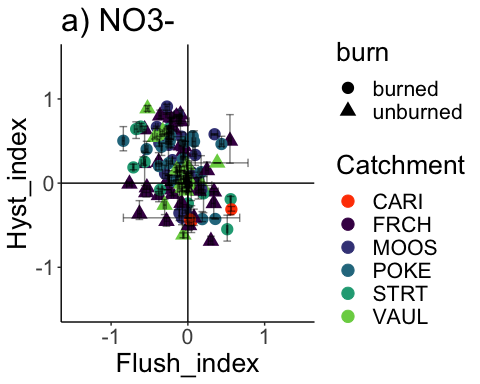 a) NO3-
Hyst_index
1
0
-1
-1
0
1
Flush_index
burn
burned
unburned
Catchment
CARI
FRCH
MOOS
POKE
STRT
VAUL